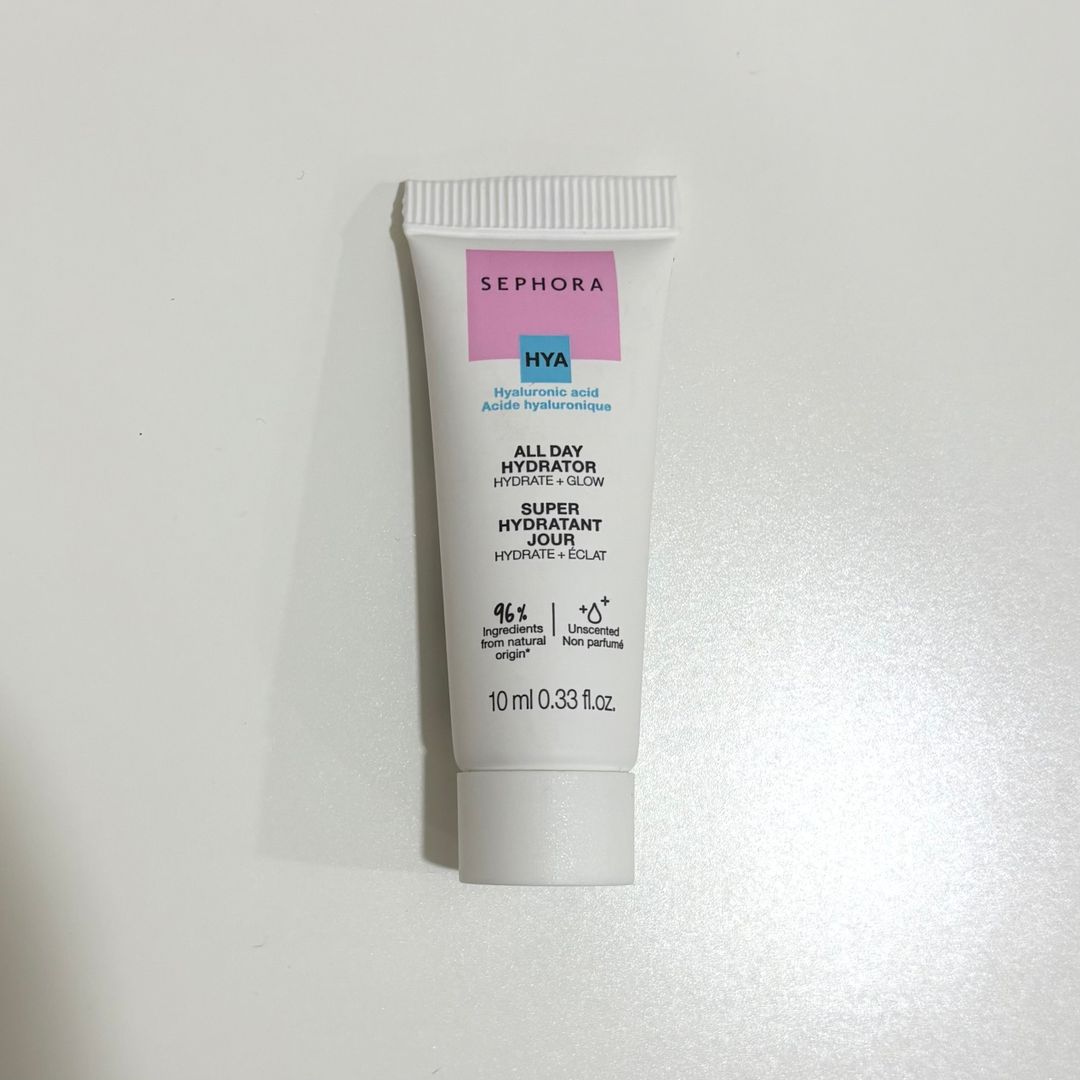 SEPHORA
HYA
Hyaluronic acid
Acide hyaluronique
ALL DAY
HYDRATOR
HYDRATE + GLOW
SUPER
HYDRATANT
JOUR
HYDRATE + ÉCLAT
96%
Ingredients
from natural
origin*
Unscented
Non parfumé
10 ml 0.33 fl.oz.